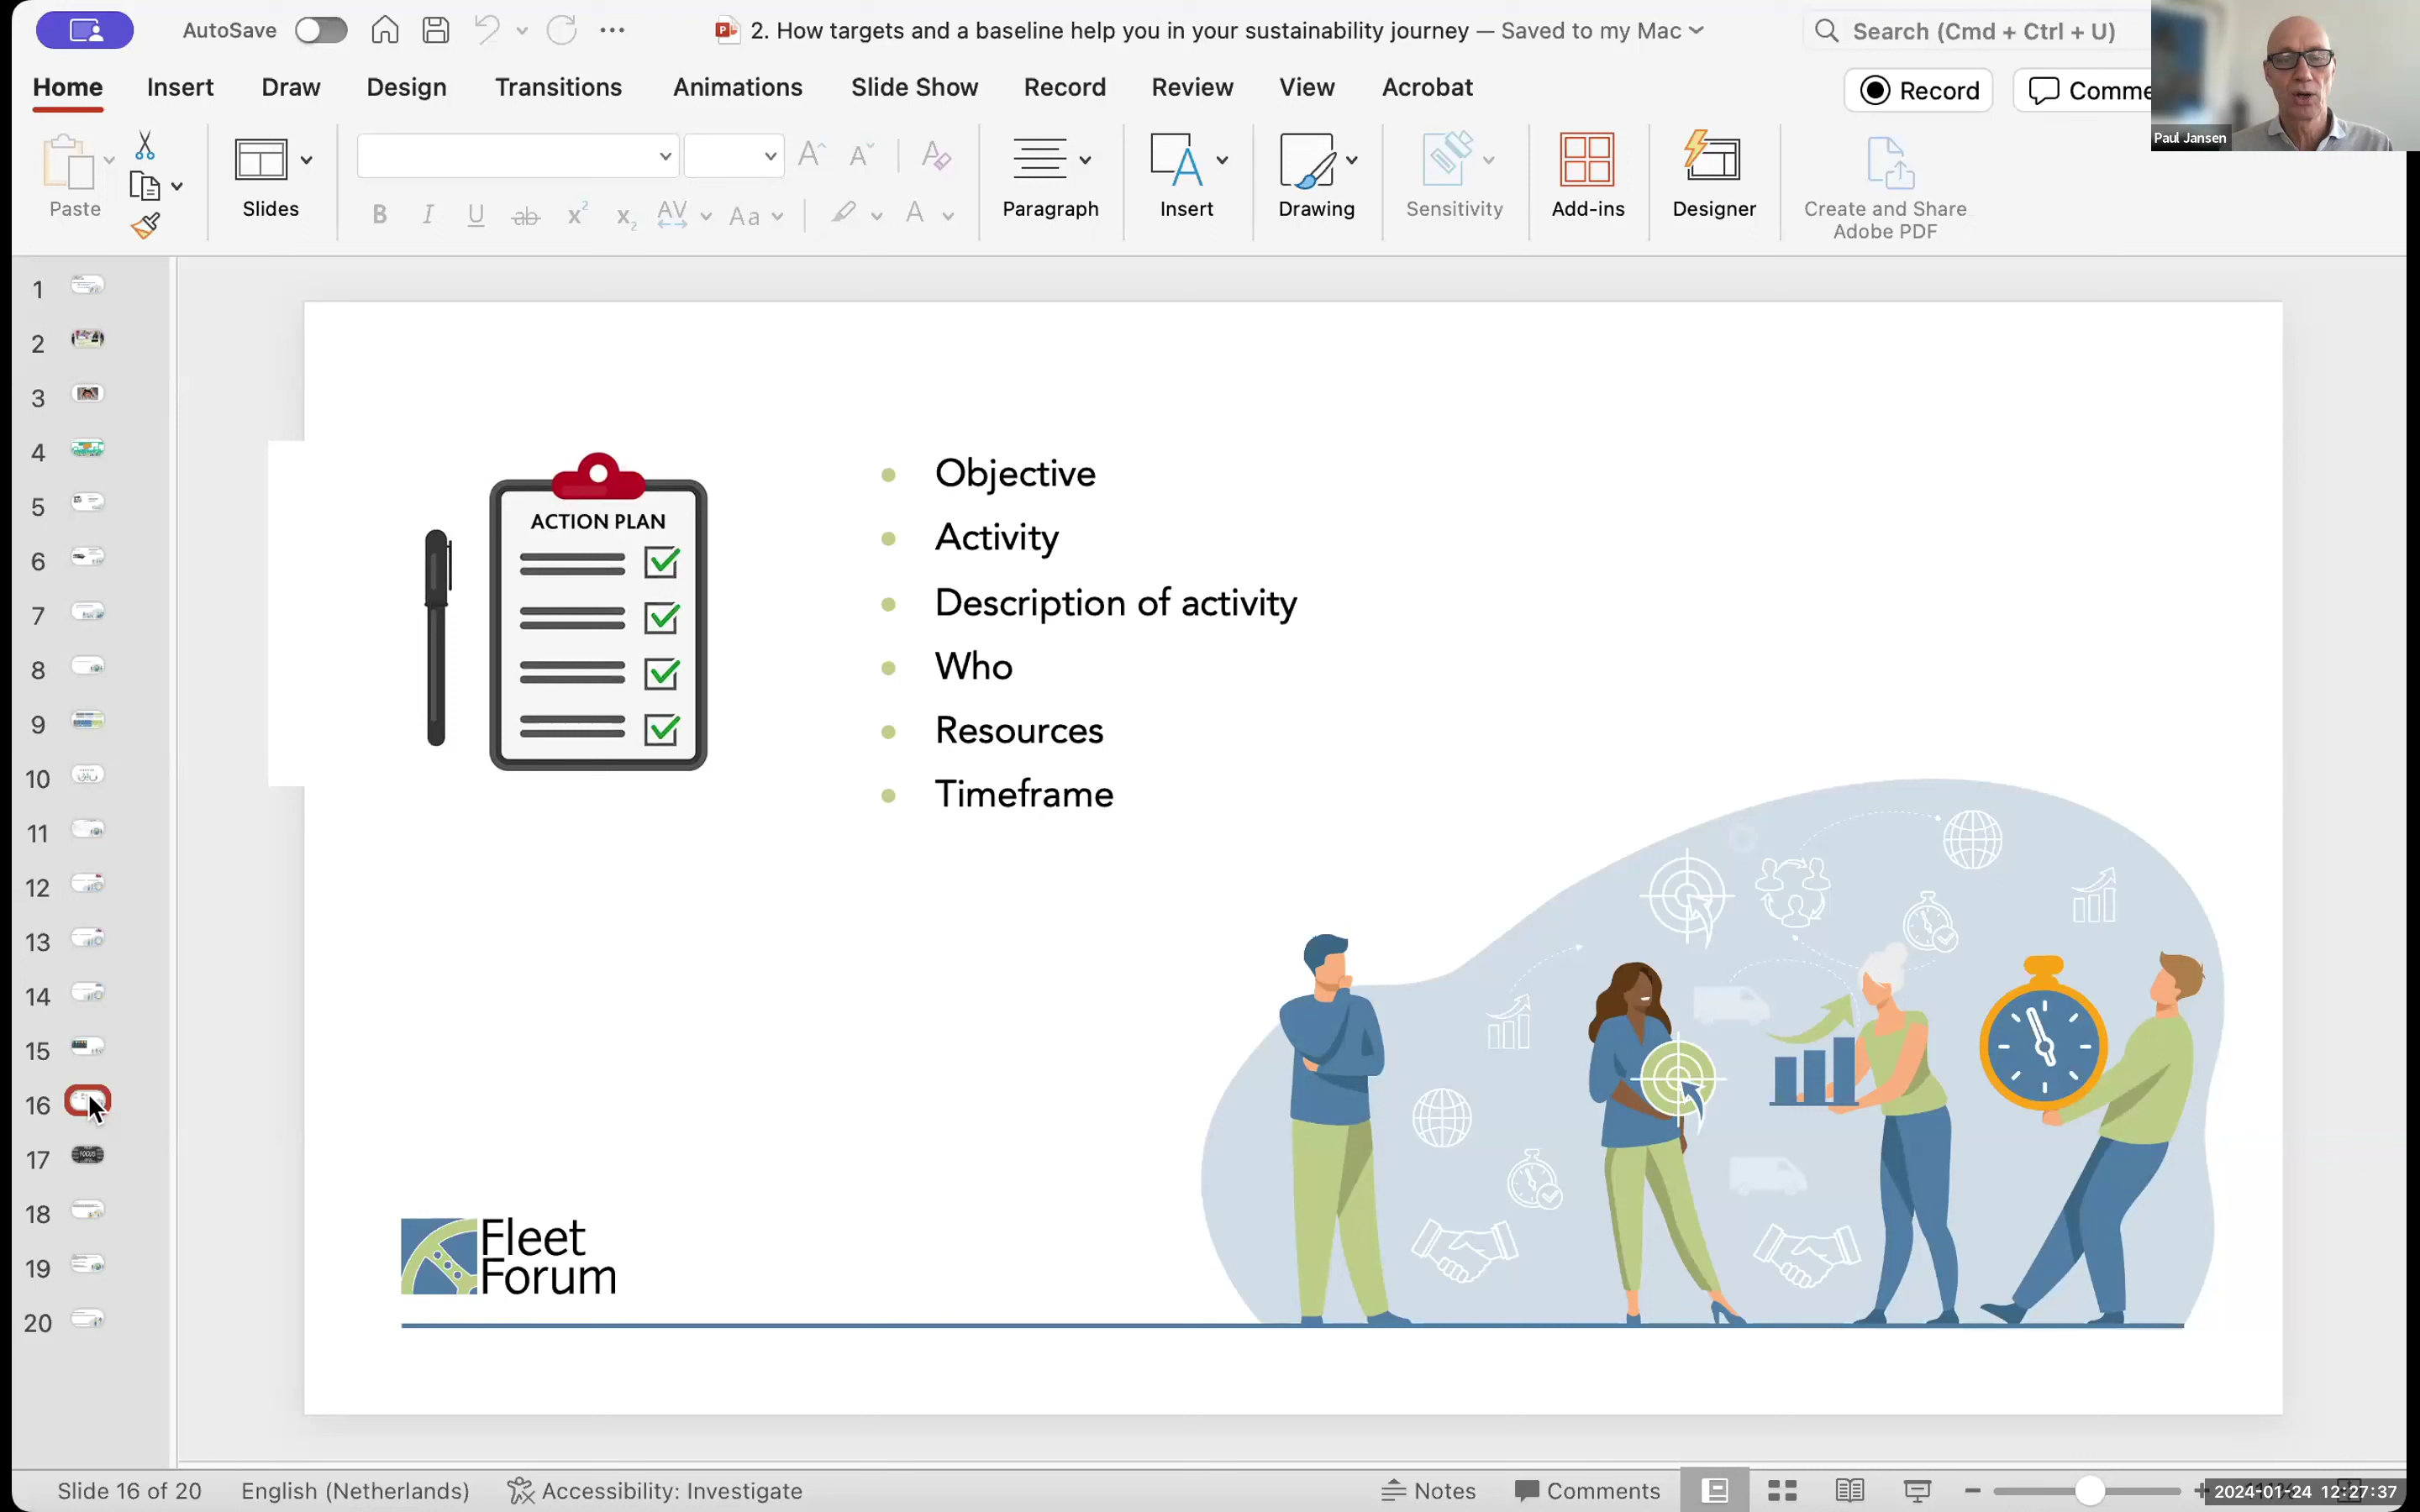 AutoSave
2. How targets and a baseline help you in your sustainability journey — Saved to my Mac
Search (Cmd + Ctrl + U)
Home Insert Draw Design Transitions Animations Slide Show Record Review View Acrobat
Record
Paul Jansen
Paste
Slides
Paragraph
Insert
Drawing
Sensitivity
Add-ins
Designer
Create and Share
Adobe PDF
1
2
3
4
5
6
7
8
9
10
11
12
13
14
15
16
17
18
19
20
ACTION PLAN
Objective
Activity
Description of activity
Who
Resources
Timeframe
Fleet
Forum
Slide 16 of 20 English (Netherlands) Accessibility: Investigate Notes Comments
2024-01-24 12:27:37